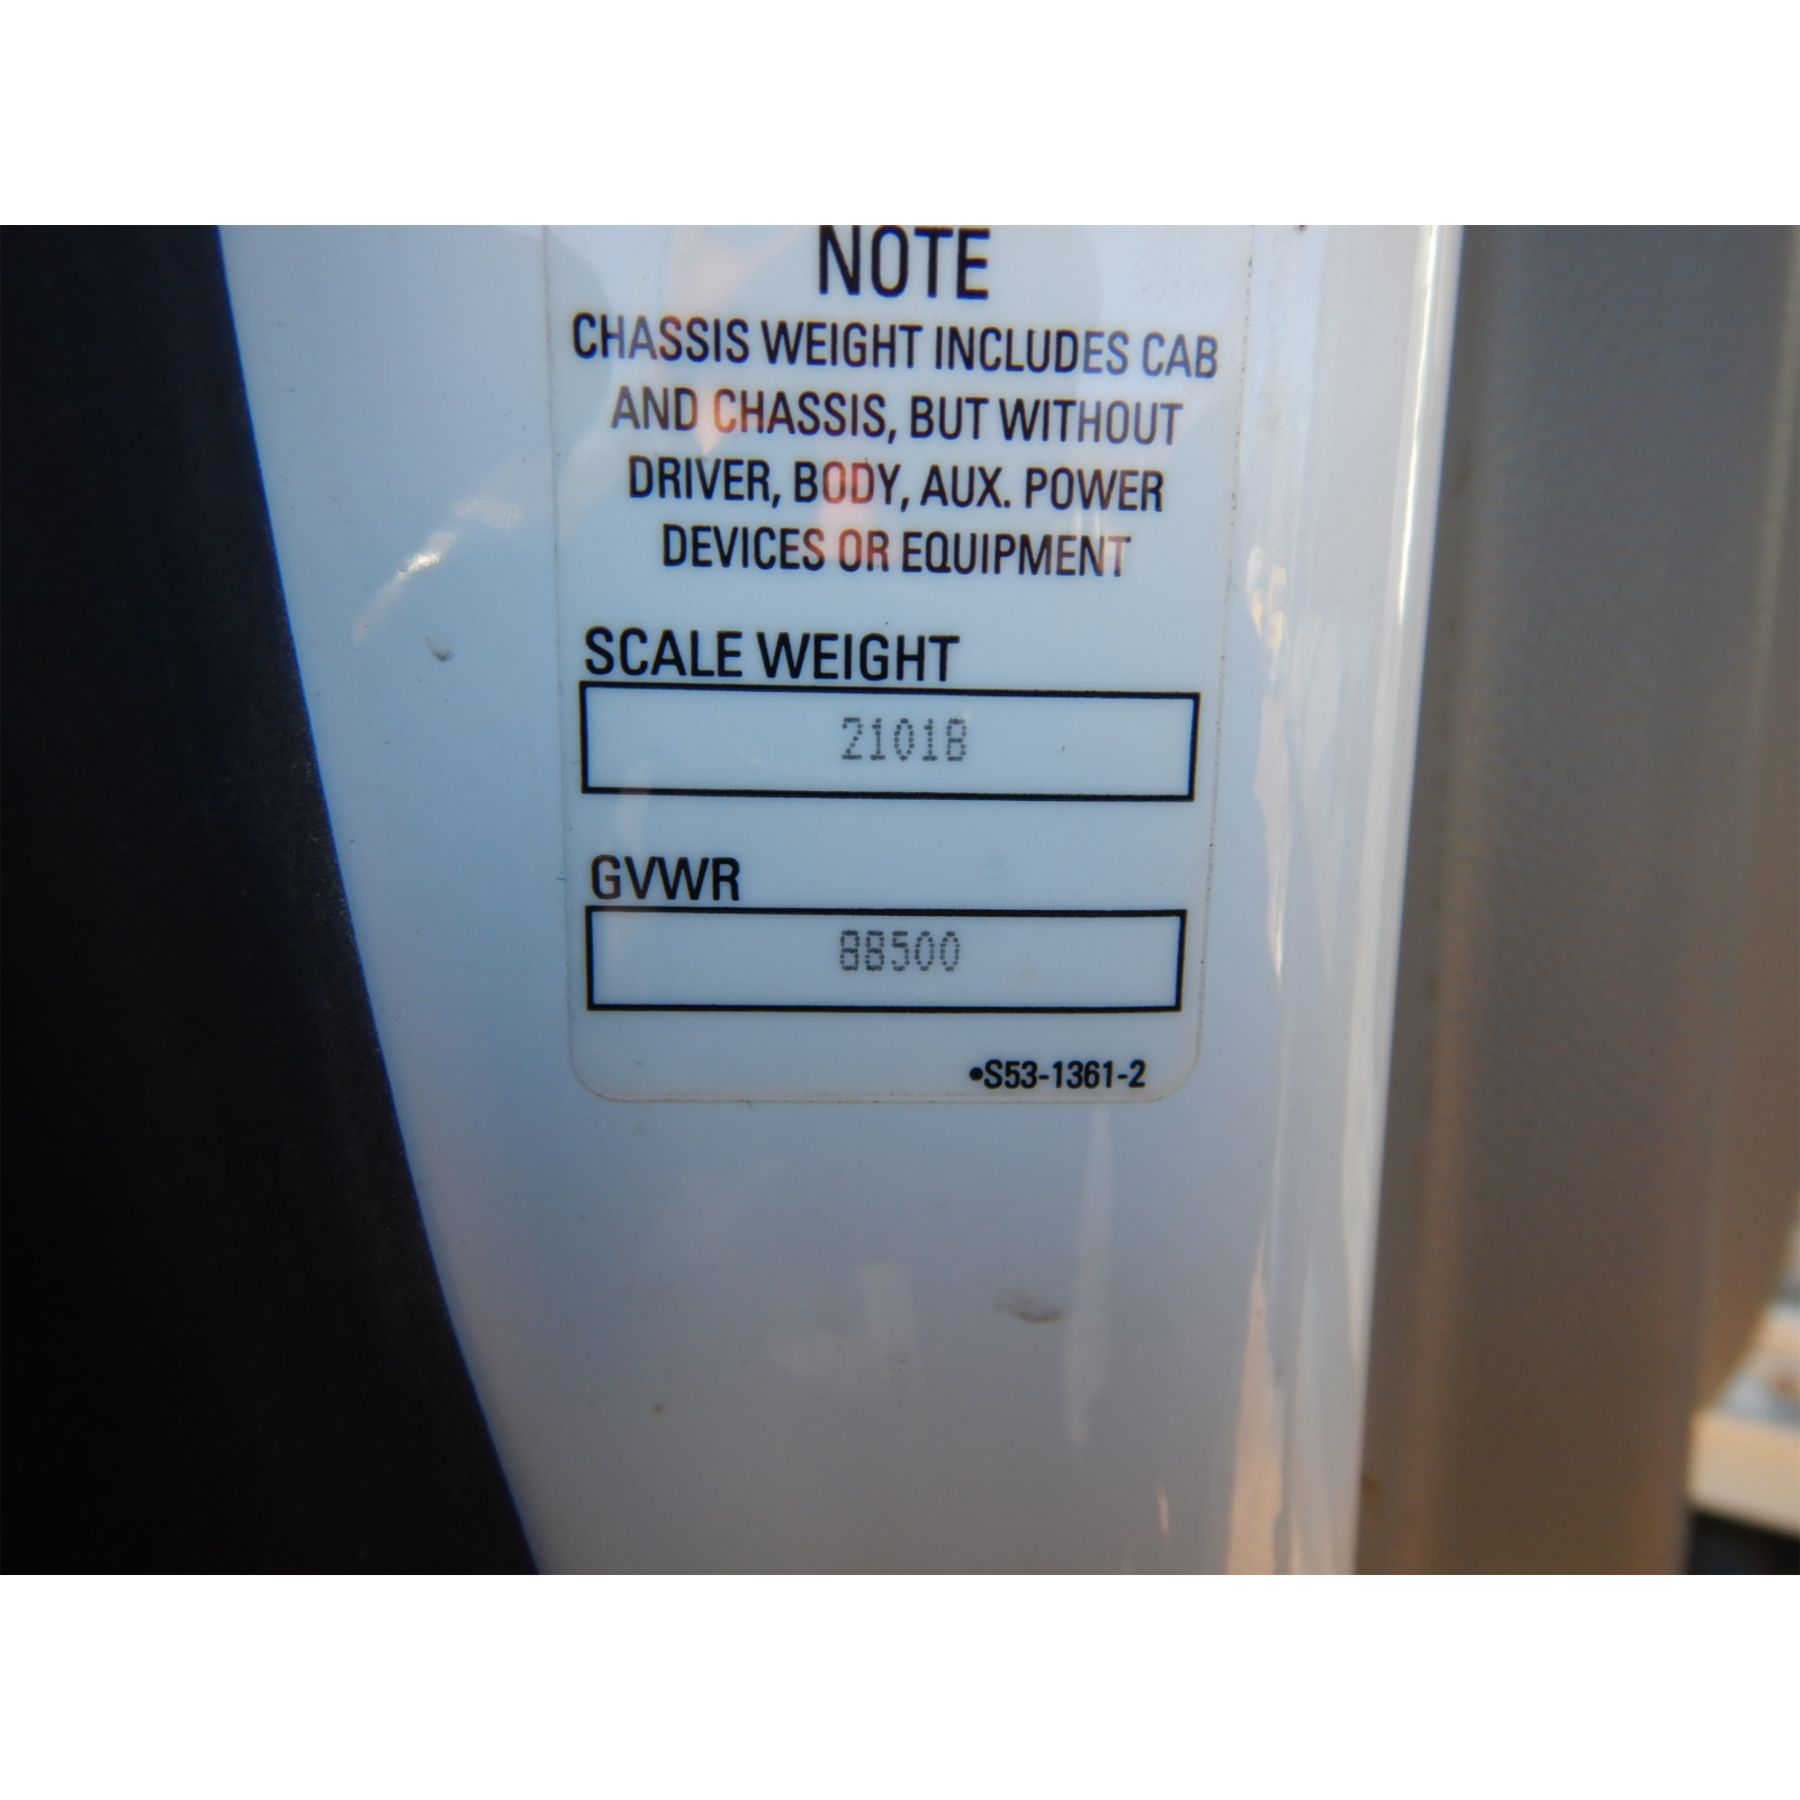 NOTE
CHASSIS WEIGHT INCLUDES CAB
AND CHASSIS, BUT WITHOUT
DRIVER, BODY, AUX. POWER
DEVICES OR EQUIPMENT
SCALE WEIGHT
21018
GVWR
88500
•S53-1361-2